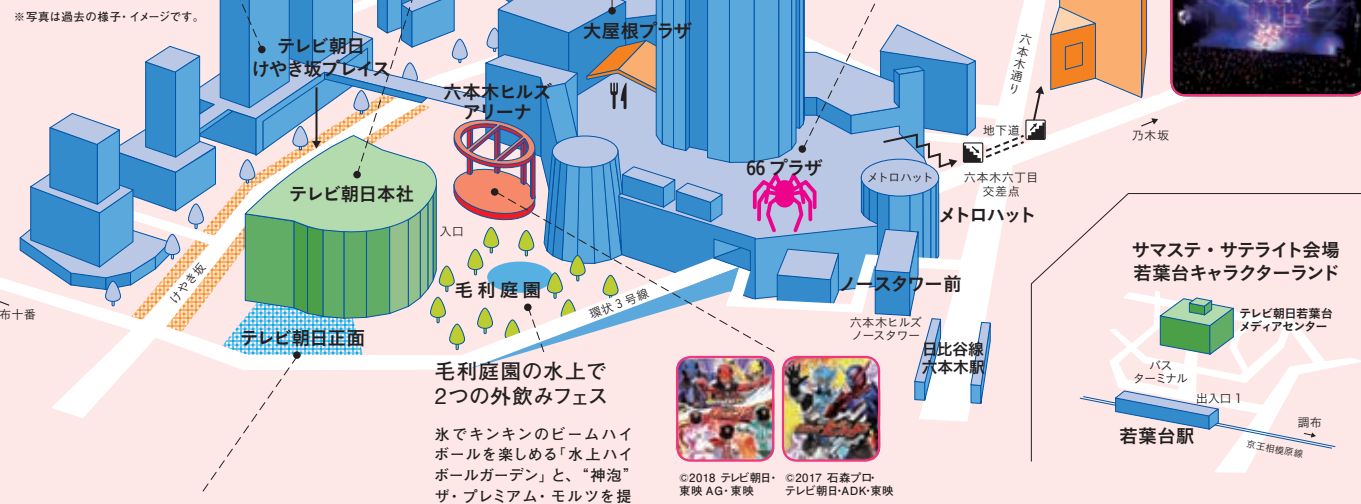 ※写真は過去の様子・イメージです。
テレビ朝日
けやき坂プレイス
大屋根プラザ
六本木ヒルズ
アリーナ
六本木通り
地下道
乃木坂
66 プラザ
メトロハット
六本木六丁目
交差点
メトロハット
テレビ朝日本社
入口
けやき坂
布十番
毛利庭園
環状3号線
ノースタワー前
六本木ヒルズ
ノースタワー
日比谷線
六本木駅
テレビ朝日正面
毛利庭園の水上で
2つの外飲みフェス
氷でキンキンのビームハイ
ボールを楽しめる「水上ハイ
ボールガーデン」と、“神泡”
ザ・プレミアム・モルツを提
©2018 テレビ朝日・
東映 AG・東映
©2017 石森プロ・
テレビ朝日・ADK・東映
サマステ・サテライト会場
若葉台キャラクターランド
テレビ朝日若葉台
メディアセンター
バス
ターミナル
出入口 1
若葉台駅
調布
京王相模原線